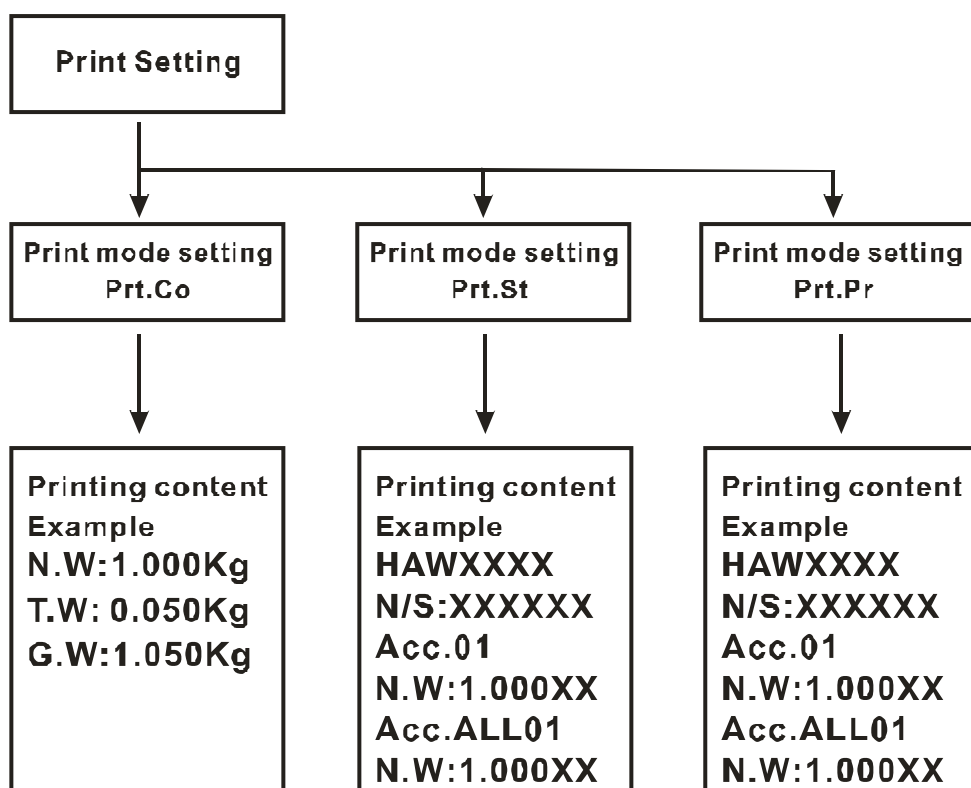 Print Setting
Print mode setting
Prt.Co
Print mode setting
Prt.St
Print mode setting
Prt.Pr
Printing content
Example
N.W:1.000Kg
T.W: 0.050Kg
G.W:1.050Kg
Printing content
Example
HAWXXXX
N/S:XXXXXX
Acc.01
N.W:1.000XX
Acc.ALL01
N.W:1.000XX
Printing content
Example
HAWXXXX
N/S:XXXXXX
Acc.01
N.W:1.000XX
Acc.ALL01
N.W:1.000XX